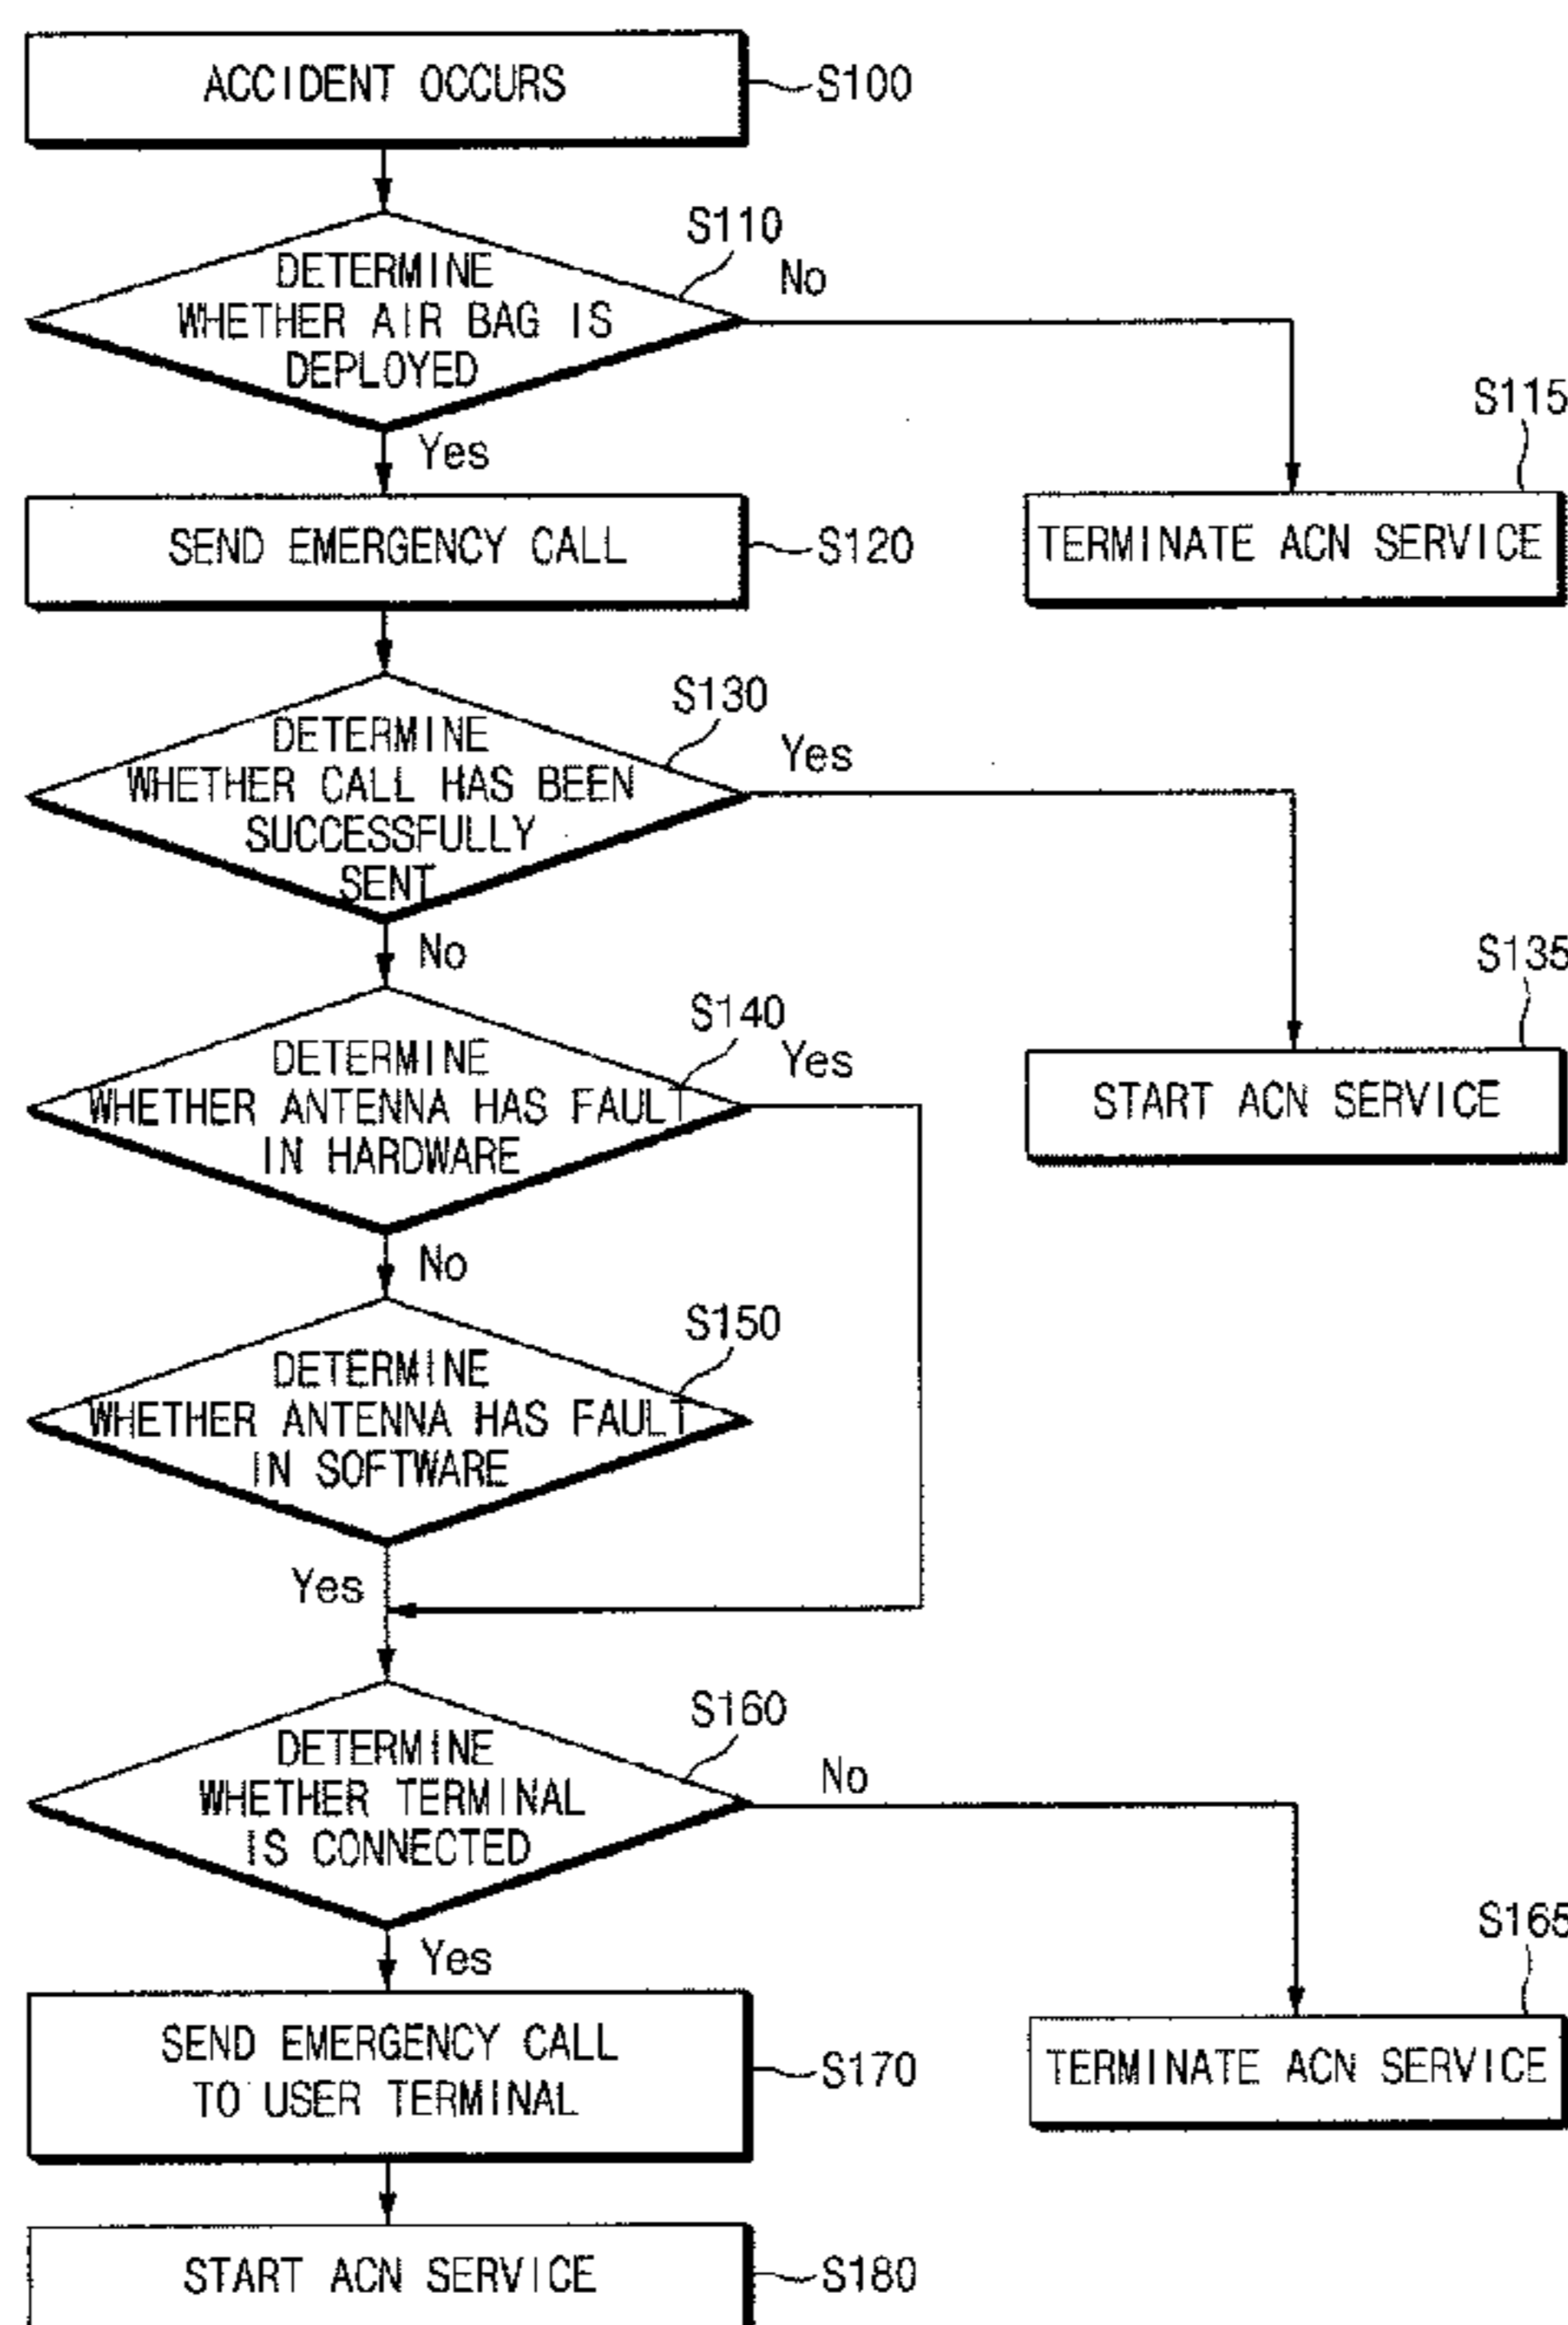 ACCIDENT OCCURS
S100
S110
DETERMINE
WHETHER AIR BAG IS
DEPLOYED
No
Yes
S115
TERMINATE ACN SERVICE
SEND EMERGENCY CALL
S120
S130
DETERMINE
WHETHER CALL HAS BEEN
SUCCESSFULLY
SENT
Yes
No
S135
START ACN SERVICE
S140
DETERMINE
WHETHER ANTENNA HAS FAULT
IN HARDWARE
Yes
No
S150
DETERMINE
WHETHER ANTENNA HAS FAULT
IN SOFTWARE
Yes
S160
DETERMINE
WHETHER TERMINAL
IS CONNECTED
No
Yes
S165
TERMINATE ACN SERVICE
SEND EMERGENCY CALL
TO USER TERMINAL
S170
START ACN SERVICE
S180